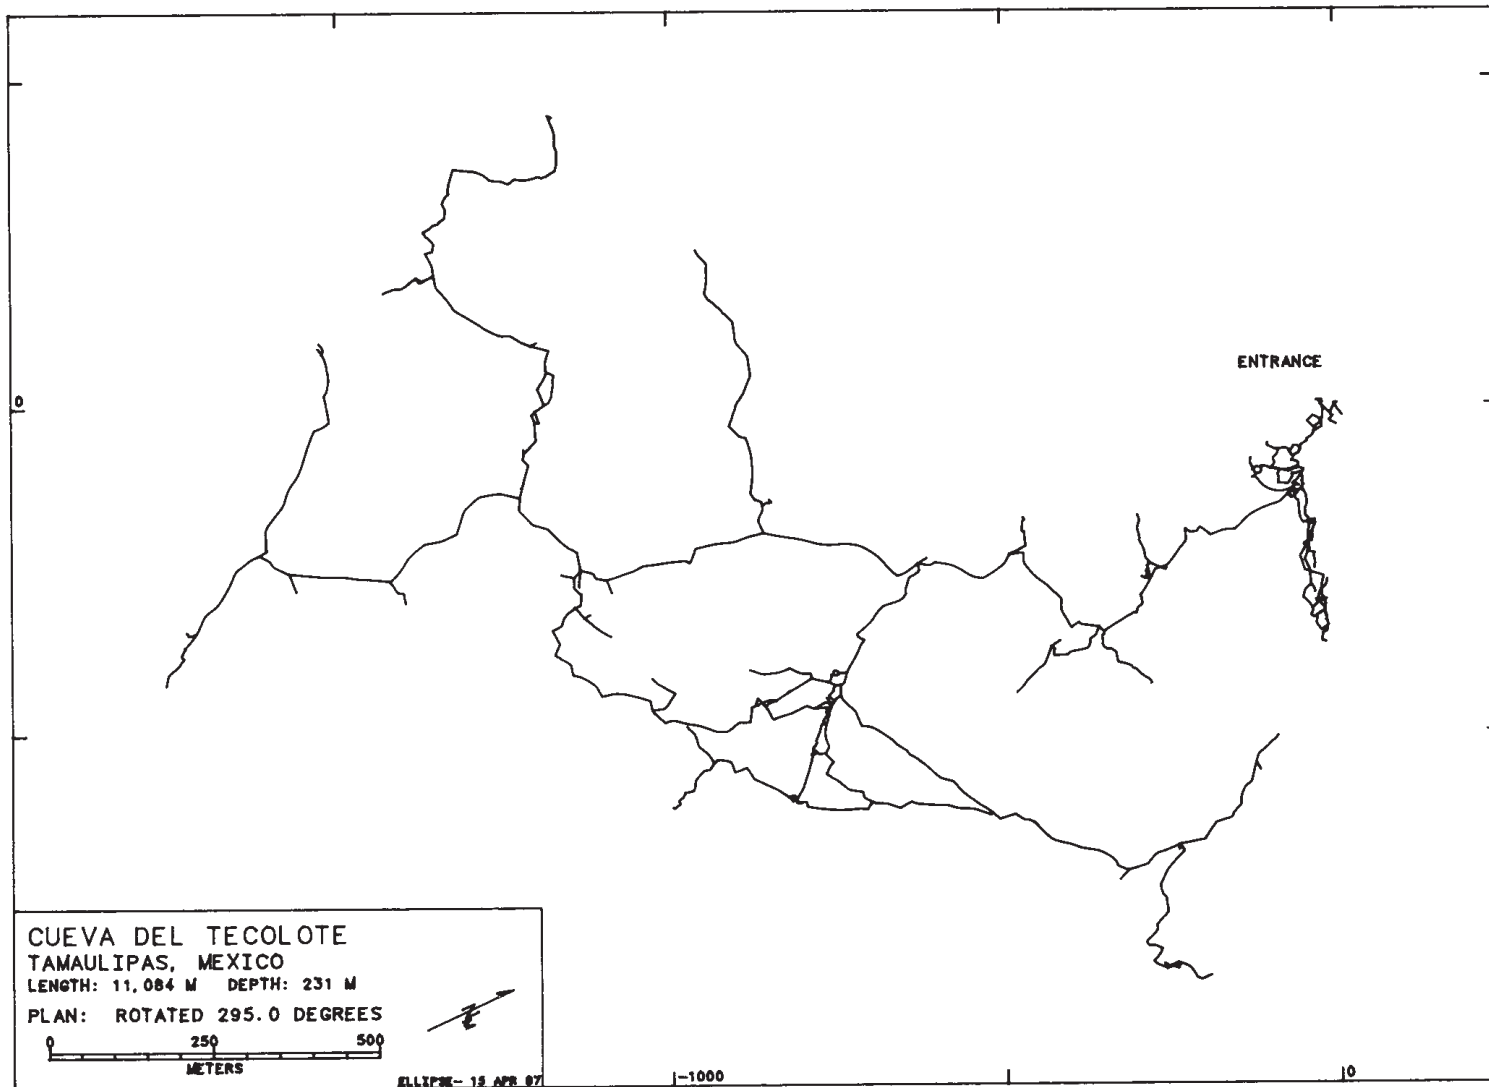 ENTRANCE
0
CUEVA DEL TECOLOTE
TAMAULIPAS, MEXICO
LENGTH: 11,084 M DEPTH: 231 M
PLAN: ROTATED 295.0 DEGREES
0 250 500
METERS
ELLIPSE- 15 APR 87
-1000 0